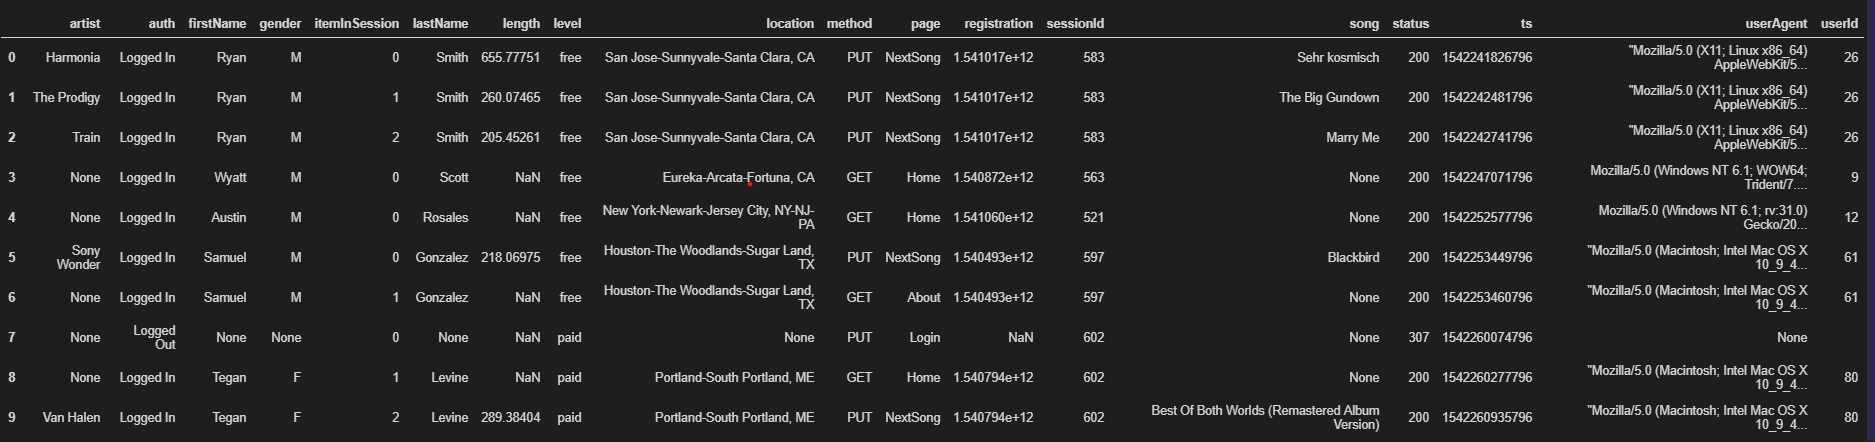 artist auth firstName gender itemInSession lastName length level location method page registration sessionId song status ts userAgent userId
0 Harmonia Logged In Ryan M 0 Smith 655.77751 free San Jose-Sunnyvale-Santa Clara, CA PUT NextSong 1.541017e+12 583 Sehr kosmisch 200 1542241826796 "Mozilla/5.0 (X11; Linux x86_64) AppleWebKit/5... 26
1 The Prodigy Logged In Ryan M 1 Smith 260.07465 free San Jose-Sunnyvale-Santa Clara, CA PUT NextSong 1.541017e+12 583 The Big Gundown 200 1542242481796 "Mozilla/5.0 (X11; Linux x86_64) AppleWebKit/5... 26
2 Train Logged In Ryan M 2 Smith 205.45261 free San Jose-Sunnyvale-Santa Clara, CA PUT NextSong 1.541017e+12 583 Marry Me 200 1542242741796 "Mozilla/5.0 (X11; Linux x86_64) AppleWebKit/5... 26
3 None Logged In Wyatt M 0 Scott NaN free Eureka-Arcata-Fortuna, CA GET Home 1.540872e+12 563 None 200 1542247071796 Mozilla/5.0 (Windows NT 6.1; WOW64; Trident/7.... 9
4 None Logged In Austin M 0 Rosales NaN free New York-Newark-Jersey City, NY-NJ-PA GET Home 1.541060e+12 521 None 200 1542252577796 Mozilla/5.0 (Windows NT 6.1; rv:31.0) Gecko/20... 12
5 Sony Wonder Logged In Samuel M 0 Gonzalez 218.06975 free Houston-The Woodlands-Sugar Land, TX PUT NextSong 1.540493e+12 597 Blackbird 200 1542253449796 "Mozilla/5.0 (Macintosh; Intel Mac OS X 10_9_4... 61
6 None Logged In Samuel M 1 Gonzalez NaN free Houston-The Woodlands-Sugar Land, TX GET About 1.540493e+12 597 None 200 1542253460796 "Mozilla/5.0 (Macintosh; Intel Mac OS X 10_9_4... 61
7 None Logged Out None None 0 None NaN paid None PUT Login NaN 602 None 307 1542260074796 None
8 None Logged In Tegan F 1 Levine NaN paid Portland-South Portland, ME GET Home 1.540794e+12 602 None 200 1542260277796 "Mozilla/5.0 (Macintosh; Intel Mac OS X 10_9_4... 80
9 Van Halen Logged In Tegan F 2 Levine 289.38404 paid Portland-South Portland, ME PUT NextSong 1.540794e+12 602 Best Of Both Worlds (Remastered Album Version) 200 1542260935796 "Mozilla/5.0 (Macintosh; Intel Mac OS X 10_9_4... 80